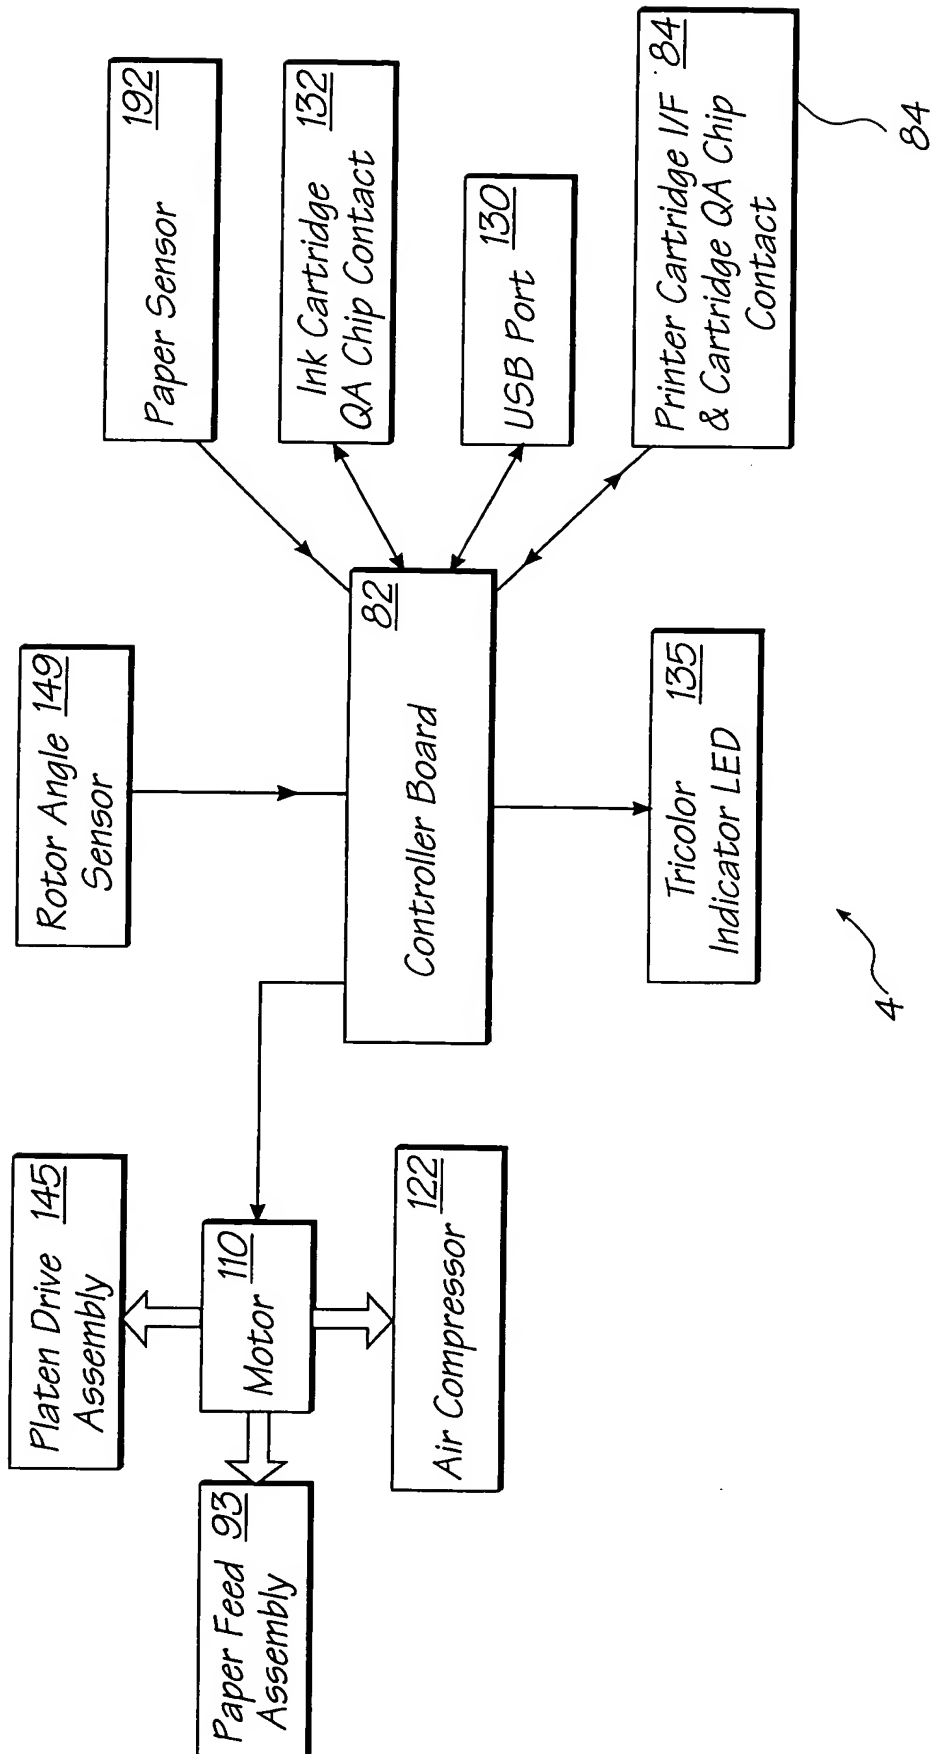 Paper Feed 93
Assembly
Platen Drive 145
Assembly
Motor 110
Air Compressor 122
Rotor Angle 149
Sensor
Controller Board 82
Tricolor 135
Indicator LED
Paper Sensor 192
Ink Cartridge 132
QA Chip Contact
USB Port 130
Printer Cartridge I/F 84
& Cartridge QA Chip
Contact
84
4